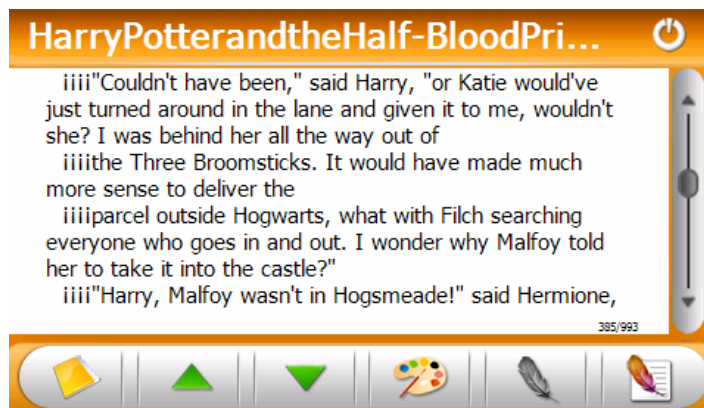 HarryPotterandtheHalf-BloodPri...
iiii"Couldn't have been," said Harry, "or Katie would've
just turned around in the lane and given it to me, wouldn't
she? I was behind her all the way out of
iiiithe Three Broomsticks. It would have made much
more sense to deliver the
iiiiparcel outside Hogwarts, what with Filch searching
everyone who goes in and out. I wonder why Malfoy told
her to take it into the castle?"
iiii"Harry, Malfoy wasn't in Hogsmeade!" said Hermione,
385/993